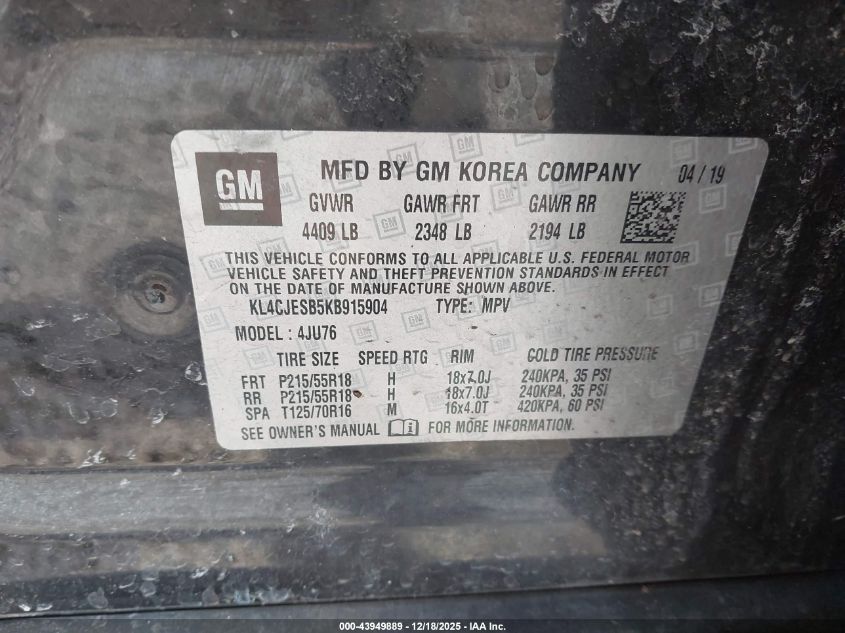 GM
MFD BY GM KOREA COMPANY 04 / 19
GVWR GAWR FRT GAWR RR
4409 LB 2348 LB 2194 LB
THIS VEHICLE CONFORMS TO ALL APPLICABLE U.S. FEDERAL MOTOR
VEHICLE SAFETY AND THEFT PREVENTION STANDARDS IN EFFECT
ON THE DATE OF MANUFACTURE SHOWN ABOVE.
KL4CJESB5KB915904 TYPE: MPV
MODEL : 4JU76
TIRE SIZE SPEED RTG RIM COLD TIRE PRESSURE
FRT P215/55R18 H 18x7.0J 240KPA, 35 PSI
RR P215/55R18 H 18x7.0J 240KPA, 35 PSI
SPA T125/70R16 M 16x4.0T 420KPA, 60 PSI
SEE OWNER'S MANUAL FOR MORE INFORMATION.
000-43949889 - 12/18/2025 - IAA Inc.